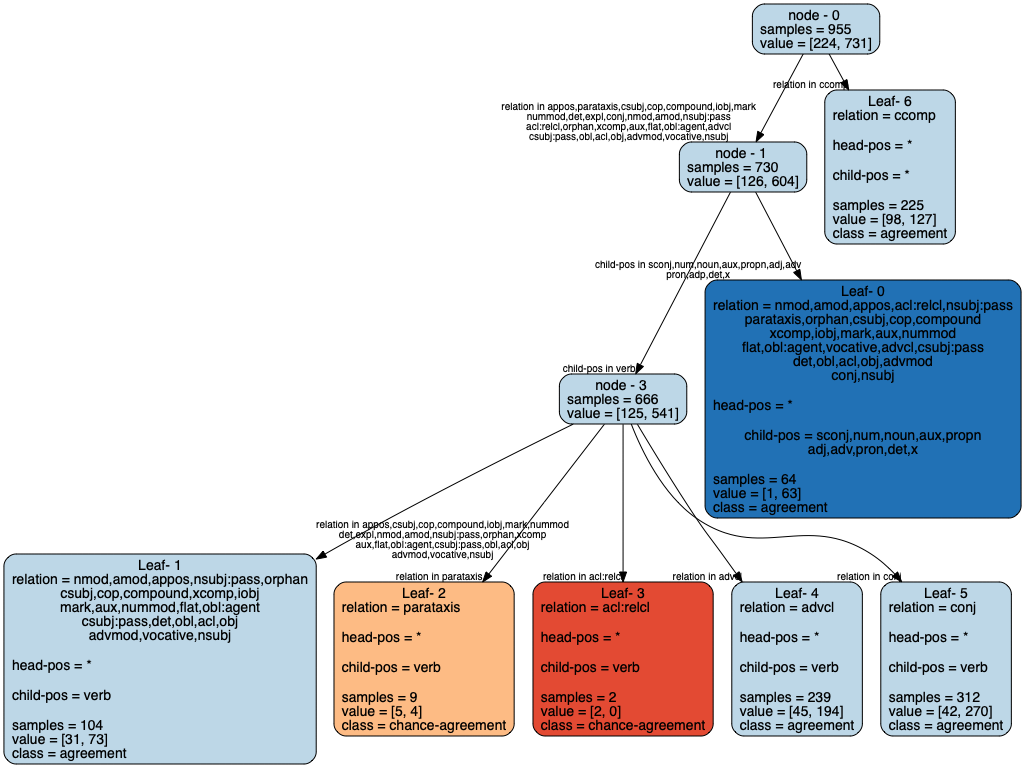 node - 0
samples = 955
value = [224, 731]
relation in ccomp
Leaf- 6
relation = ccomp
head-pos = *
child-pos = *
samples = 225
value = [98, 127]
class = agreement
relation in appos,parataxis,csubj,cop,compound,iobj,mark
nummod,det,expl,conj,nmod,amod,nsubj:pass
acl:relcl,orphan,xcomp,aux,flat,obl:agent,advcl
csubj:pass,obl,acl,obj,advmod,vocative,nsubj
node - 1
samples = 730
value = [126, 604]
child-pos in sconj,num,noun,aux,propn,adj,adv
pron,adp,det,x
Leaf- 0
relation = nmod,amod,appos,acl:relcl,nsubj:pass
parataxis,orphan,csubj,cop,compound
xcomp,iobj,mark,aux,nummod
flat,obl:agent,vocative,advcl,csubj:pass
det,obl,acl,obj,advmod
conj,nsubj
head-pos = *
child-pos = sconj,num,noun,aux,propn
adj,adv,pron,det,x
samples = 64
value = [1, 63]
class = agreement
child-pos in verb
node - 3
samples = 666
value = [125, 541]
relation in appos,csubj,cop,compound,iobj,mark,nummod
det,expl,nmod,amod,nsubj:pass,orphan,xcomp
aux,flat,obl:agent,csubj:pass,obl,acl,obj
advmod,vocative,nsubj
Leaf- 1
relation = nmod,amod,appos,nsubj:pass,orphan
csubj,cop,compound,xcomp,iobj
mark,aux,nummod,flat,obl:agent
csubj:pass,det,obl,acl,obj
advmod,vocative,nsubj
head-pos = *
child-pos = verb
samples = 104
value = [31, 73]
class = agreement
relation in parataxis
Leaf- 2
relation = parataxis
head-pos = *
child-pos = verb
samples = 9
value = [5, 4]
class = chance-agreement
relation in acl:relcl
Leaf- 3
relation = acl:relcl
head-pos = *
child-pos = verb
samples = 2
value = [2, 0]
class = chance-agreement
relation in advcl
Leaf- 4
relation = advcl
head-pos = *
child-pos = verb
samples = 239
value = [45, 194]
class = agreement
relation in conj
Leaf- 5
relation = conj
head-pos = *
child-pos = verb
samples = 312
value = [42, 270]
class = agreement